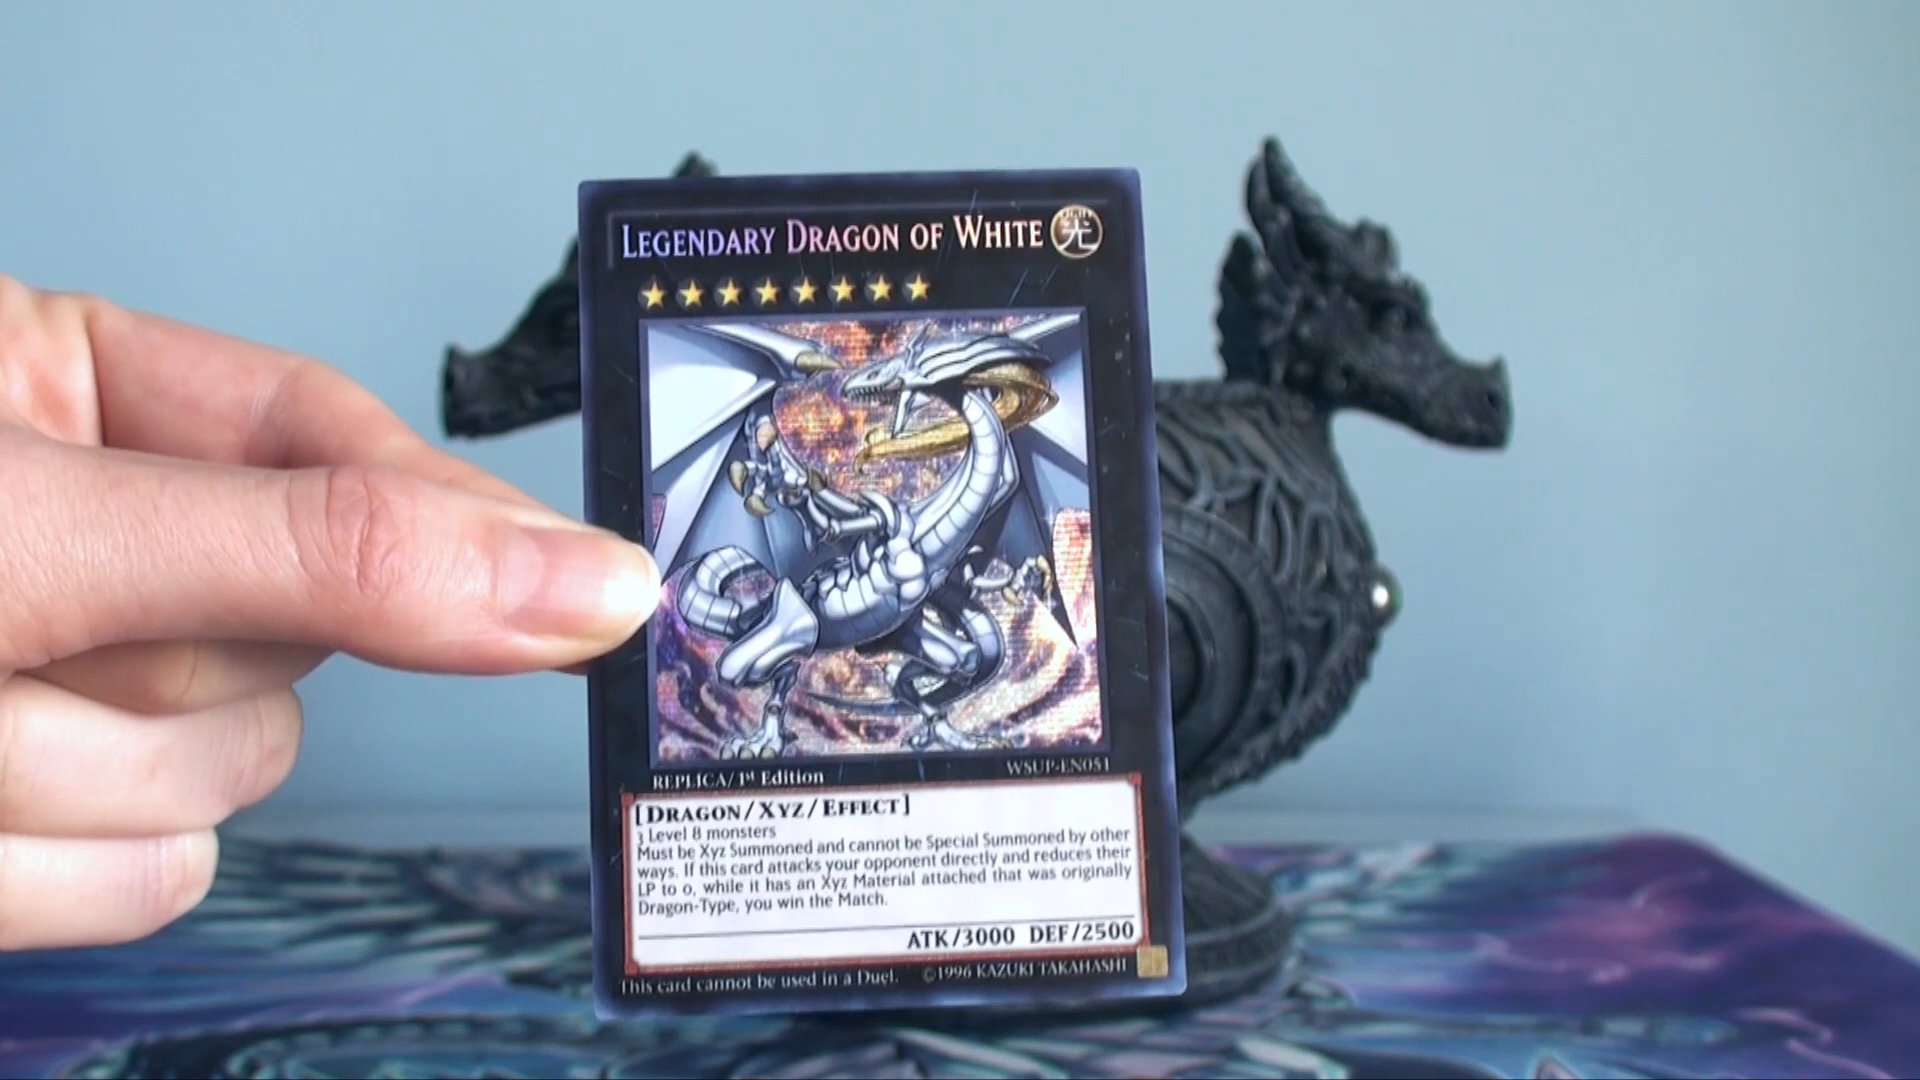 LEGENDARY DRAGON OF WHITE
LIGHT
光
REPLICA/1st Edition
WSUP-EN051
[DRAGON/XYZ/EFFECT]
3 Level 8 monsters
Must be Xyz Summoned and cannot be Special Summoned by other
ways. If this card attacks your opponent directly and reduces their
LP to 0, while it has an Xyz Material attached that was originally
Dragon-Type, you win the Match.
ATK/3000 DEF/2500
This card cannot be used in a Duel.
©1996 KAZUKI TAKAHASHI